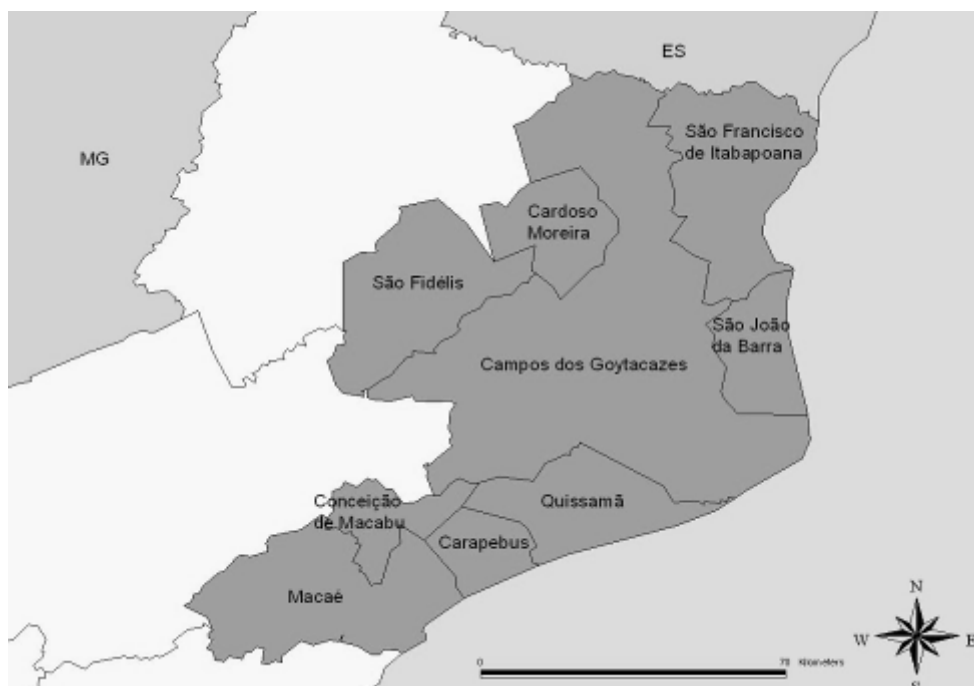 ES
MG
São Francisco
de Itabapoana
Cardoso
Moreira
São Fidélis
São João
da Barra
Campos dos Goytacazes
Conceição
de Macabu
Quissamã
Carapebus
Macaé
N
W
E
S
0
70 Kilometers